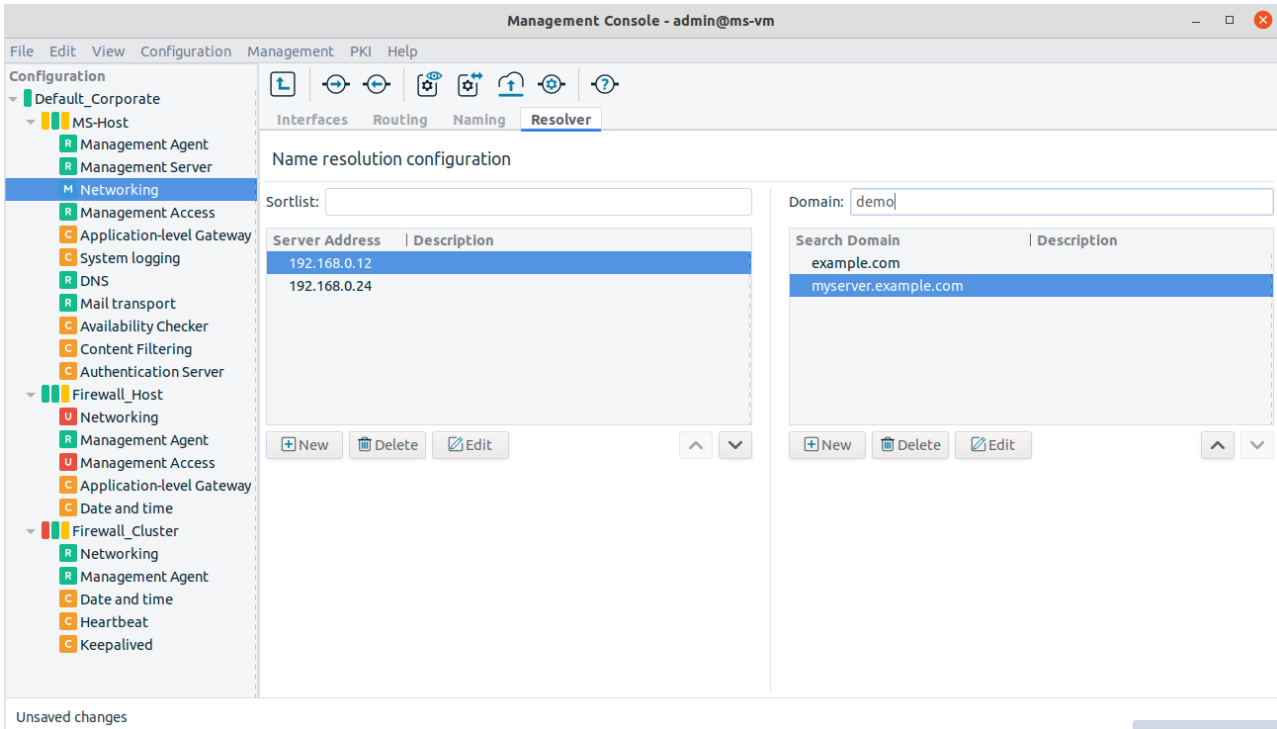 Management Console - admin@ms-vm
File Edit View Configuration Management PKI Help
Configuration
Default_Corporate
MS-Host
R Management Agent
R Management Server
M Networking
R Management Access
C Application-level Gateway
C System logging
R DNS
R Mail transport
C Availability Checker
C Content Filtering
C Authentication Server
Firewall_Host
U Networking
R Management Agent
U Management Access
C Application-level Gateway
C Date and time
Firewall_Cluster
R Networking
R Management Agent
C Date and time
C Heartbeat
C Keepalived
Interfaces Routing Naming Resolver
Name resolution configuration
Sortlist:
Server Address Description
192.168.0.12
192.168.0.24
New Delete Edit
Domain: demo
Search Domain Description
example.com
myserver.example.com
New Delete Edit
Unsaved changes